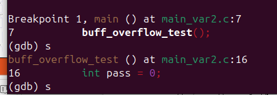 Breakpoint 1, main () at main_var2.c:7
7 buff_overflow_test();
(gdb) s
buff_overflow_test () at main_var2.c:16
16 int pass = 0;
(gdb) s